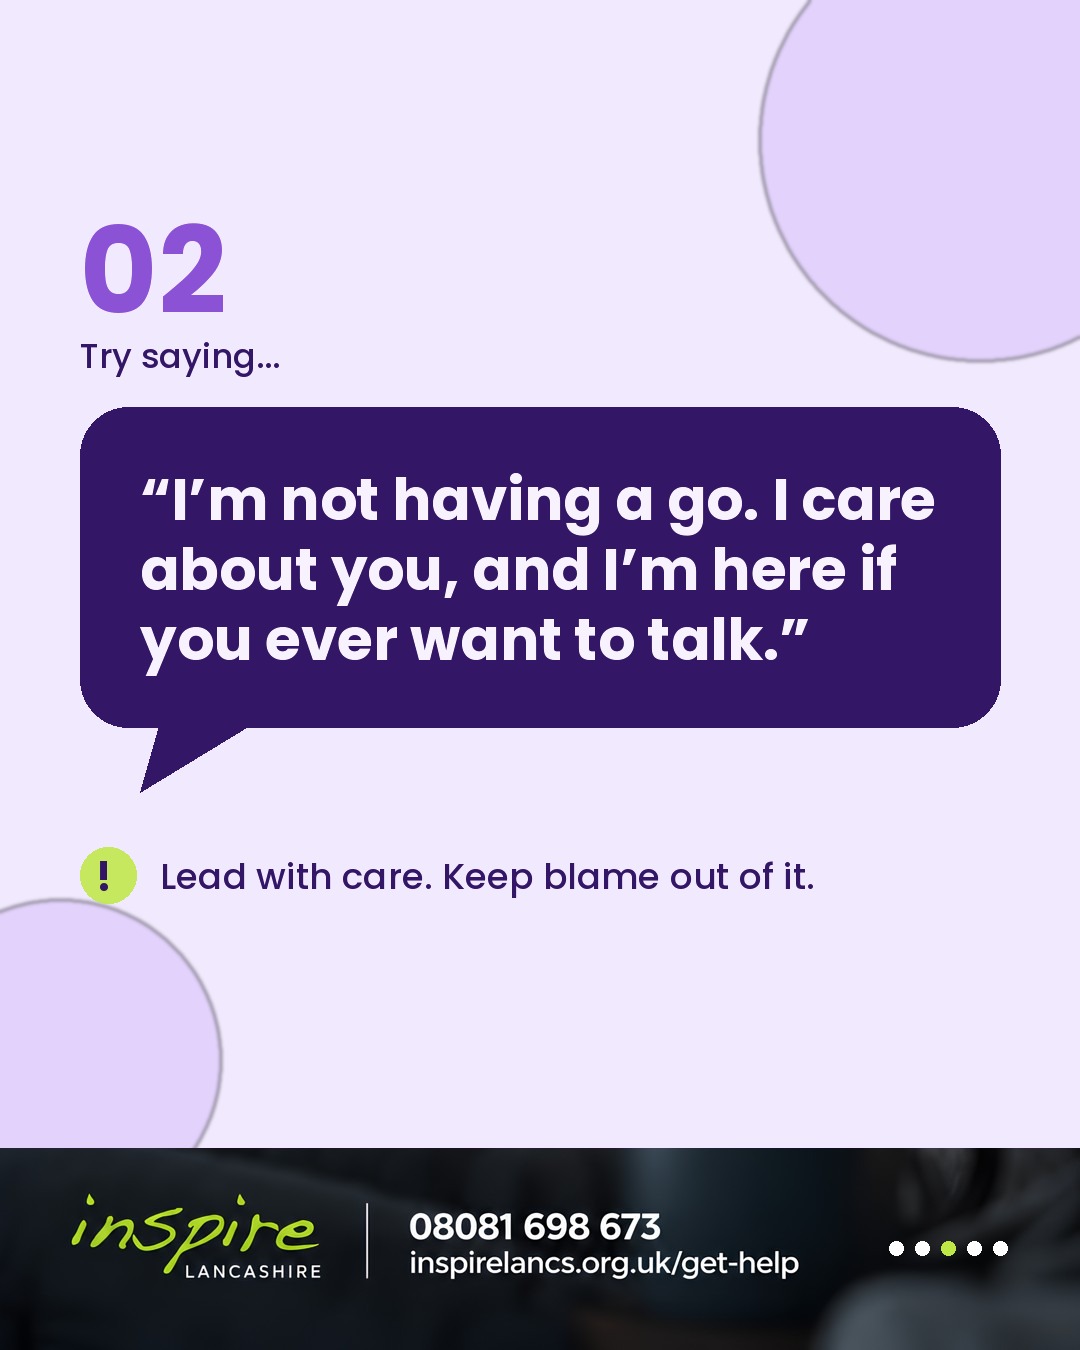 02
Try saying...
“I’m not having a go. I care
about you, and I’m here if
you ever want to talk.”
! Lead with care. Keep blame out of it.
inspire
LANCASHIRE
08081 698 673
inspirelancs.org.uk/get-help